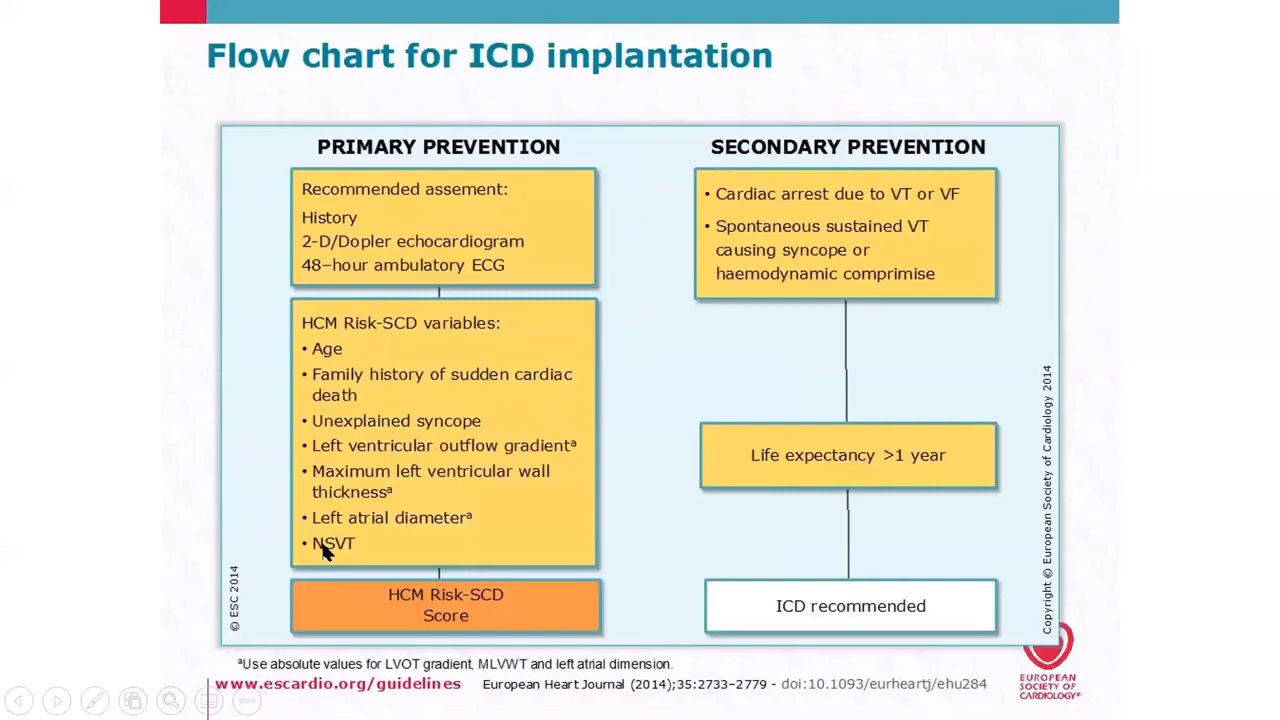 Flow chart for ICD implantation
PRIMARY PREVENTION
Recommended assement:
History
2-D/Dopler echocardiogram
48–hour ambulatory ECG
HCM Risk-SCD variables:
• Age
• Family history of sudden cardiac
death
• Unexplained syncope
• Left ventricular outflow gradientª
• Maximum left ventricular wall
thicknessª
• Left atrial diameterª
• NSVT
HCM Risk-SCD
Score
SECONDARY PREVENTION
• Cardiac arrest due to VT or VF
• Spontaneous sustained VT
causing syncope or
haemodynamic comprimise
Life expectancy >1 year
ICD recommended
© ESC 2014
Copyright © European Society of Cardiology 2014
ªUse absolute values for LVOT gradient, MLVWT and left atrial dimension.
www.escardio.org/guidelines European Heart Journal (2014);35:2733–2779 - doi:10.1093/eurheartj/ehu284
EUROPEAN
SOCIETY OF
CARDIOLOGY®